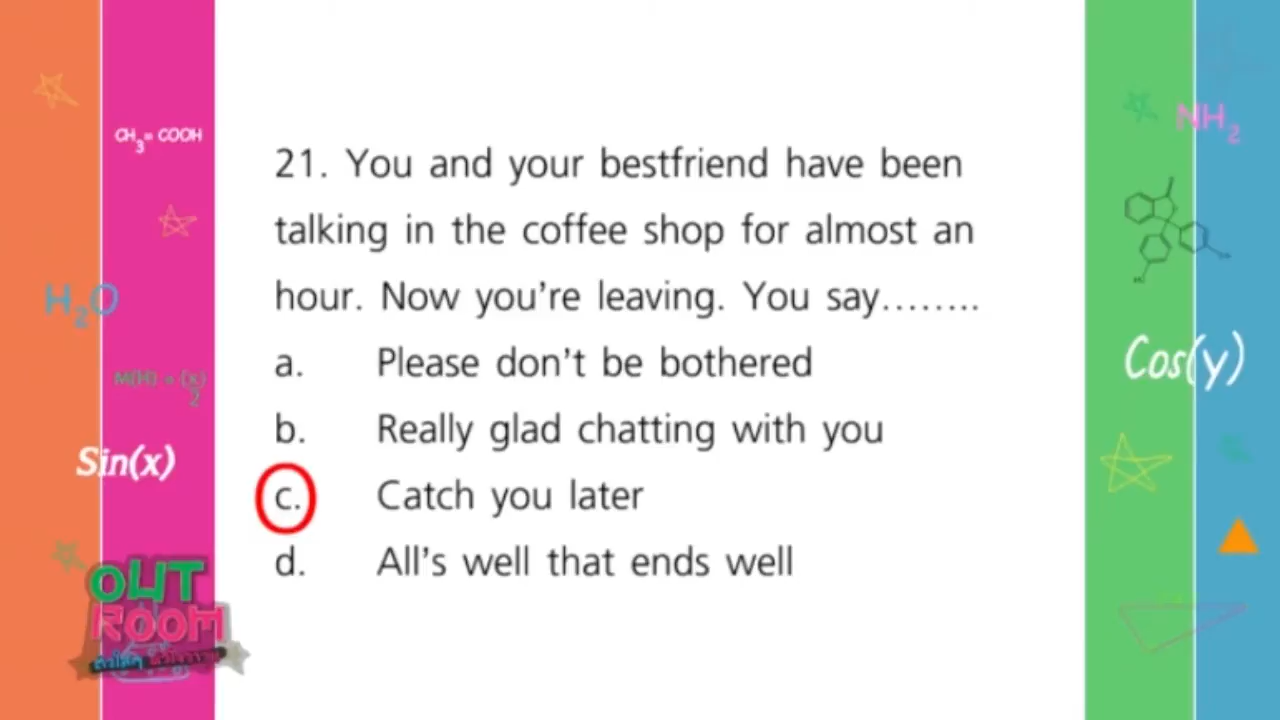 CH3= COOH
H2O
M(H) = (x)
2
Sin(x)
OUT
ROOM
21. You and your bestfriend have been
talking in the coffee shop for almost an
hour. Now you're leaving. You say........
a. Please don't be bothered
b. Really glad chatting with you
c. Catch you later
d. All's well that ends well
NH2
Cos(y)